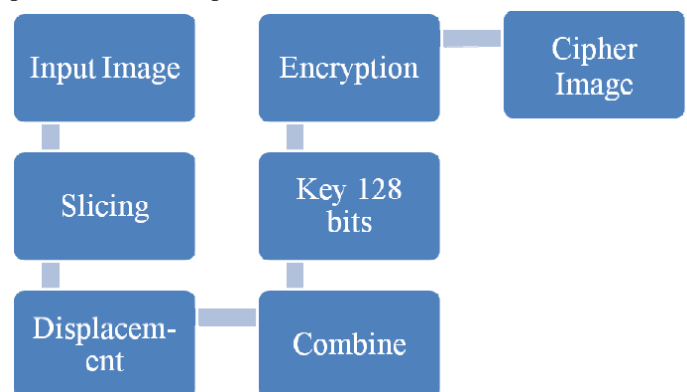 Input Image
Slicing
Displacem-
ent
Combine
Key 128
bits
Encryption
Cipher
Image